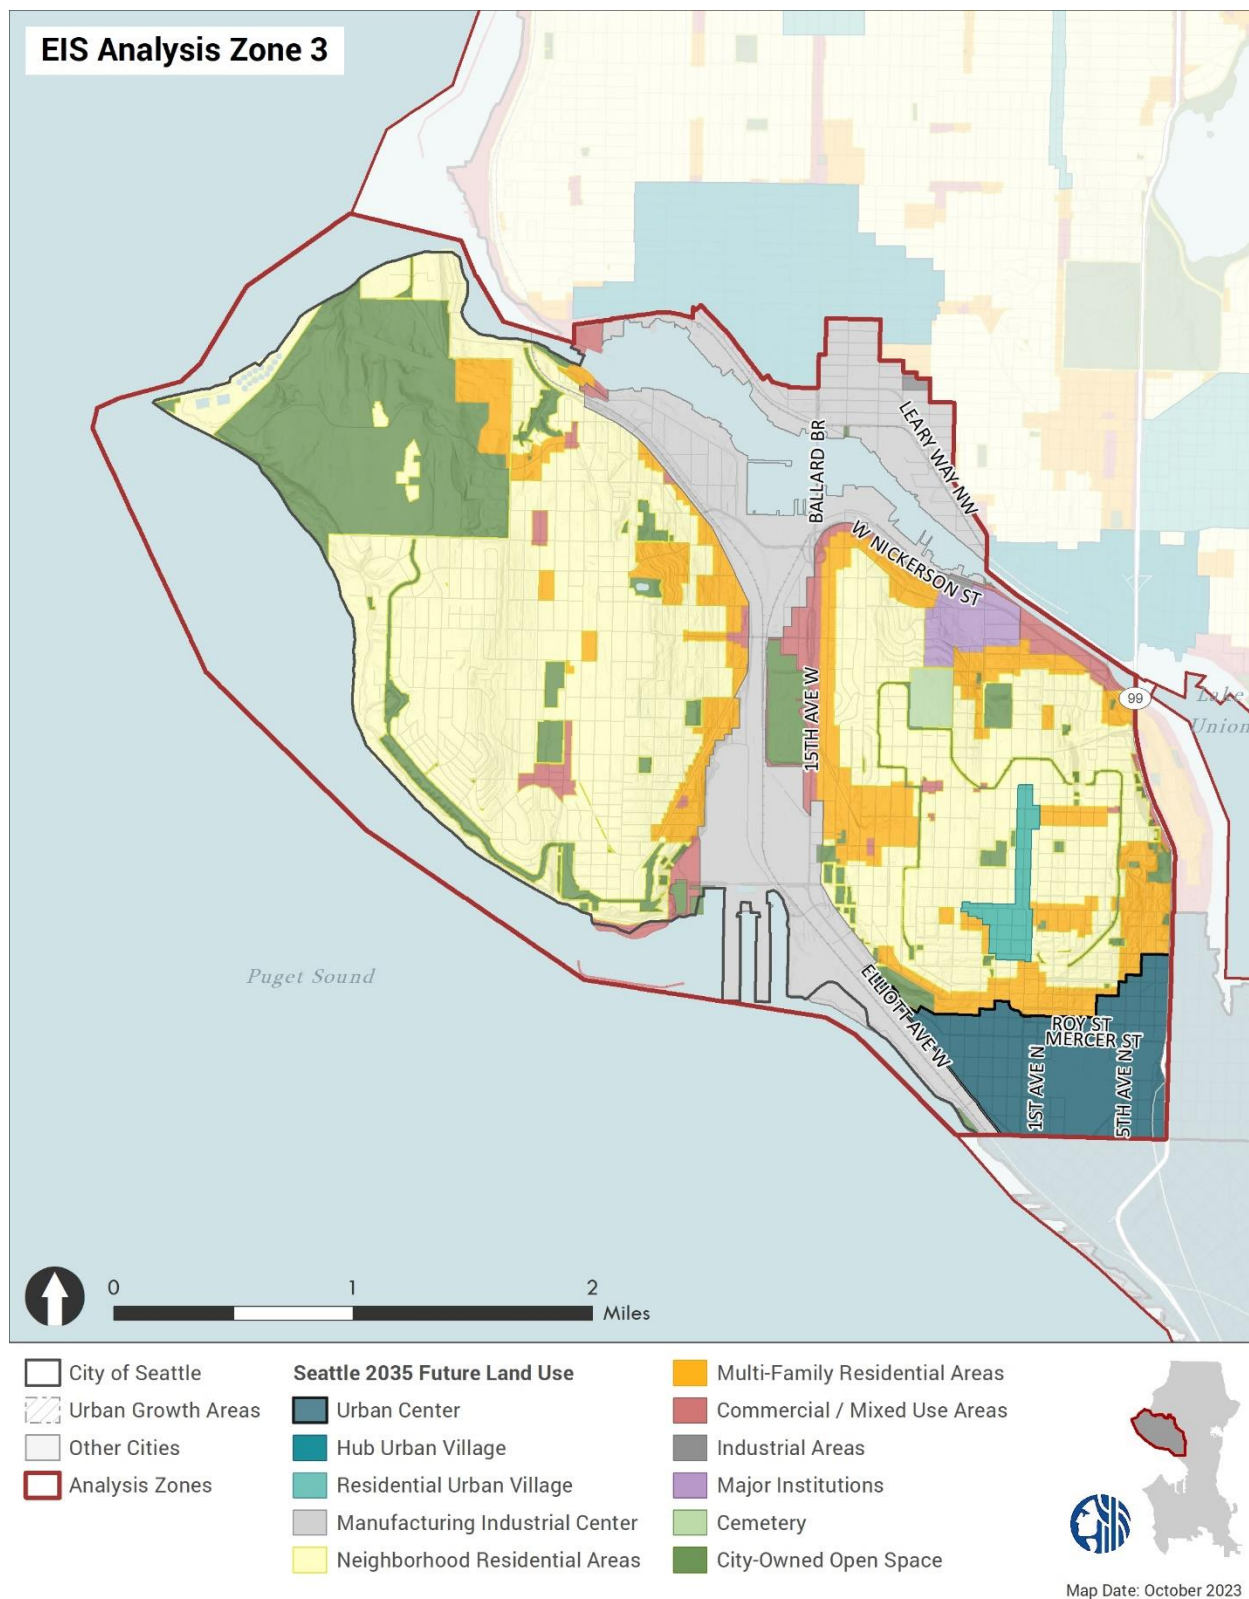 EIS Analysis Zone 3
BALLARD BR
LEARY WAY NW
W NICKERSON ST
15TH AVE W
99
Lake
Union
Puget Sound
ELLIOTT AVE W
ROY ST
MERCER ST
1ST AVE N
5TH AVE N
0 1 2
Miles
City of Seattle
Urban Growth Areas
Other Cities
Analysis Zones
Seattle 2035 Future Land Use
Urban Center
Hub Urban Village
Residential Urban Village
Manufacturing Industrial Center
Neighborhood Residential Areas
Multi-Family Residential Areas
Commercial / Mixed Use Areas
Industrial Areas
Major Institutions
Cemetery
City-Owned Open Space
Map Date: October 2023